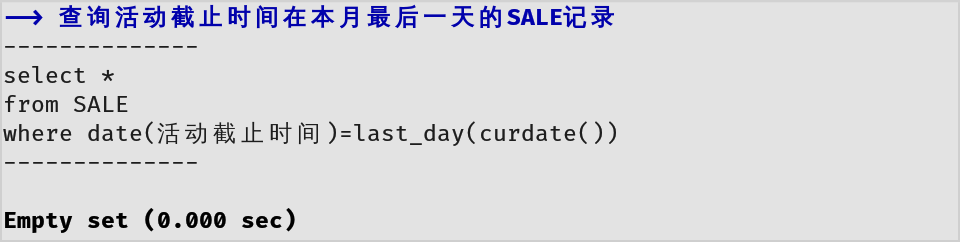 ⟶ 查询活动截止时间在本月最后一天的SALE记录
--------------
select *
from SALE
where date(活动截止时间)=last_day(curdate())
--------------
Empty set (0.000 sec)